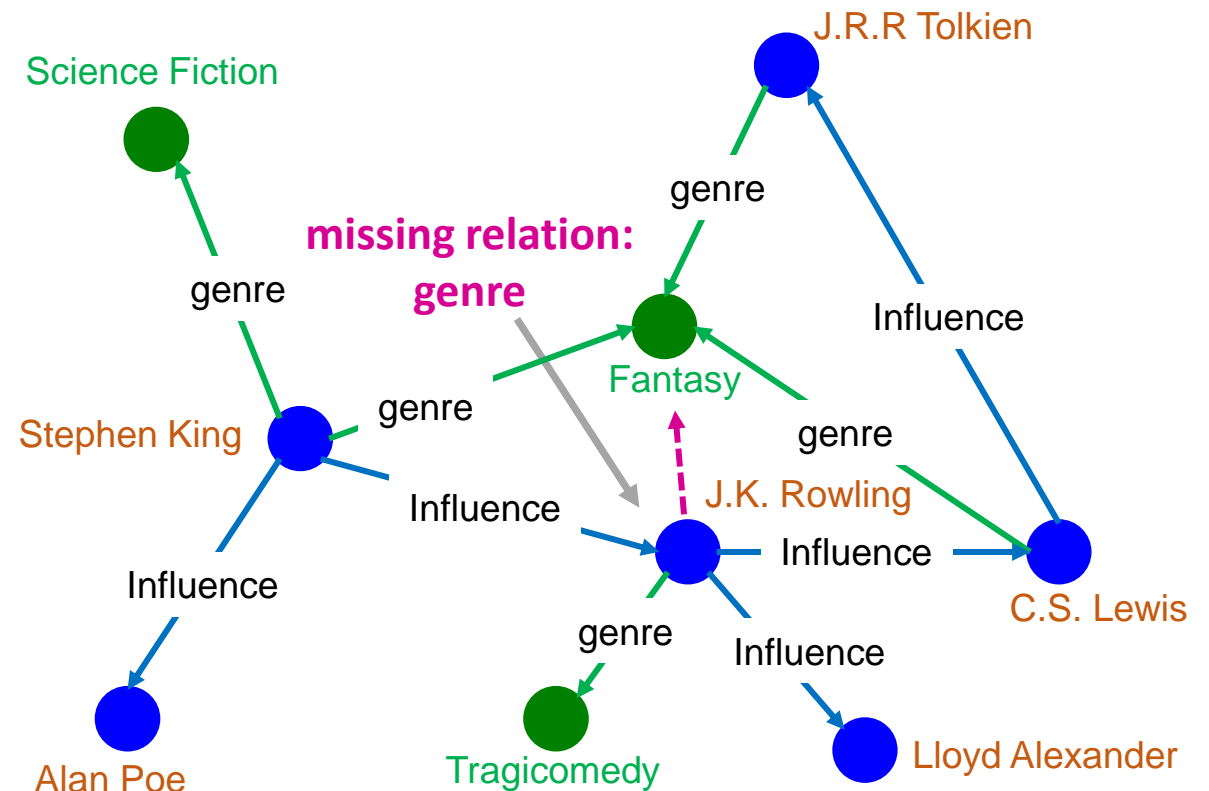 J.R.R Tolkien
Science Fiction
genre
missing relation:
genre
genre
Influence
Fantasy
genre
Stephen King
genre
J.K. Rowling
Influence
Influence
Influence
C.S. Lewis
genre
Influence
Lloyd Alexander
Tragicomedy
Alan Poe